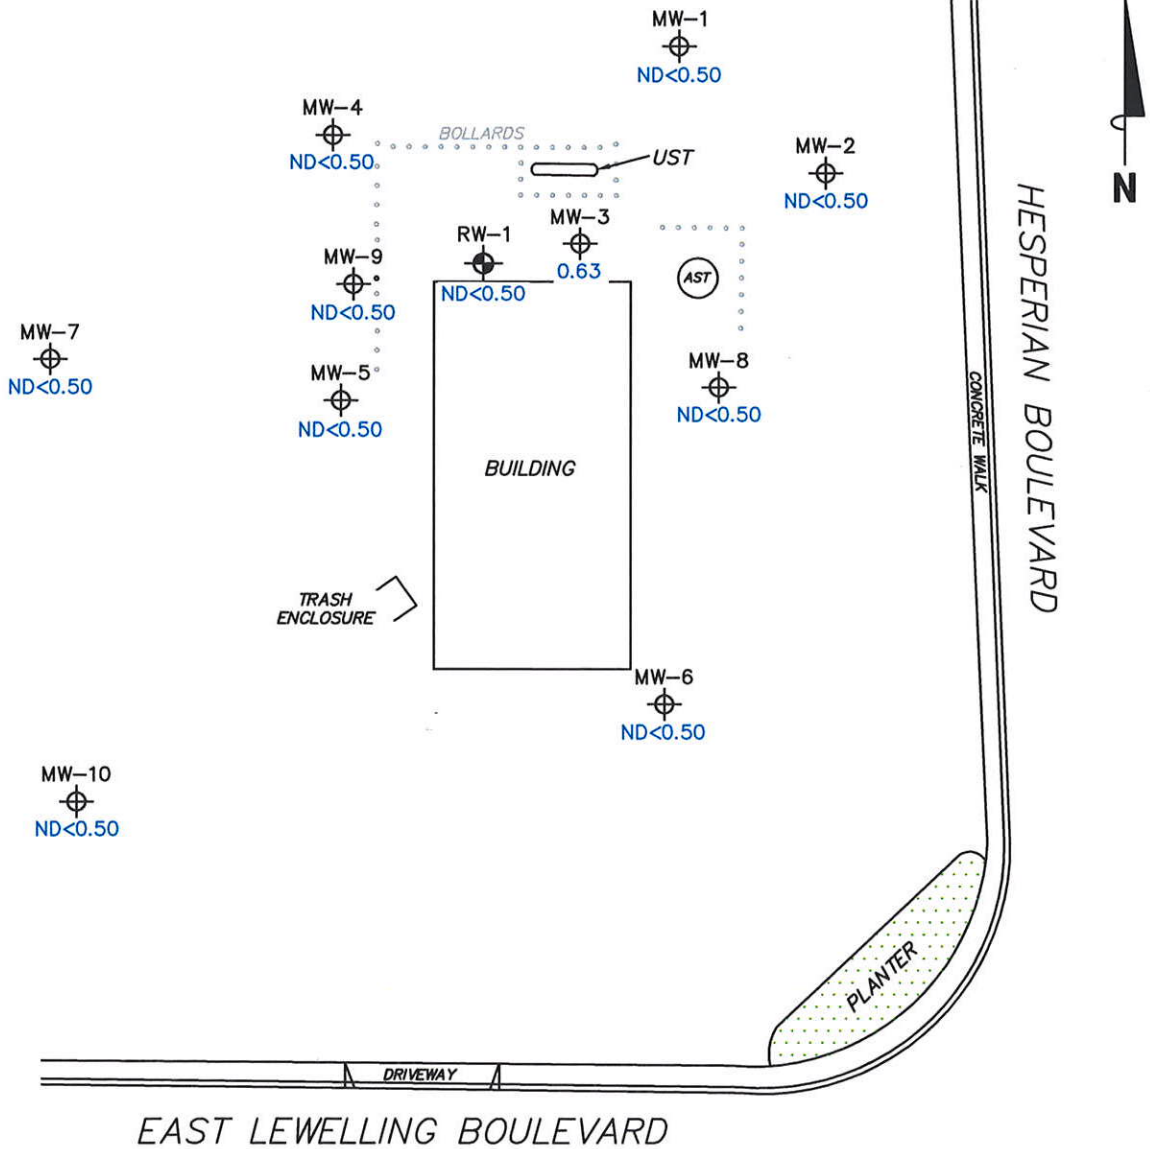 MW-1
ND<0.50
MW-4
ND<0.50
BOLLARDS
UST
MW-2
ND<0.50
N
MW-3
0.63
RW-1
ND<0.50
MW-9
ND<0.50
AST
MW-7
ND<0.50
MW-5
ND<0.50
MW-8
ND<0.50
HESPERIAN BOULEVARD
CONCRETE WALK
BUILDING
TRASH
ENCLOSURE
MW-6
ND<0.50
MW-10
ND<0.50
PLANTER
DRIVEWAY
EAST LEWELLING BOULEVARD